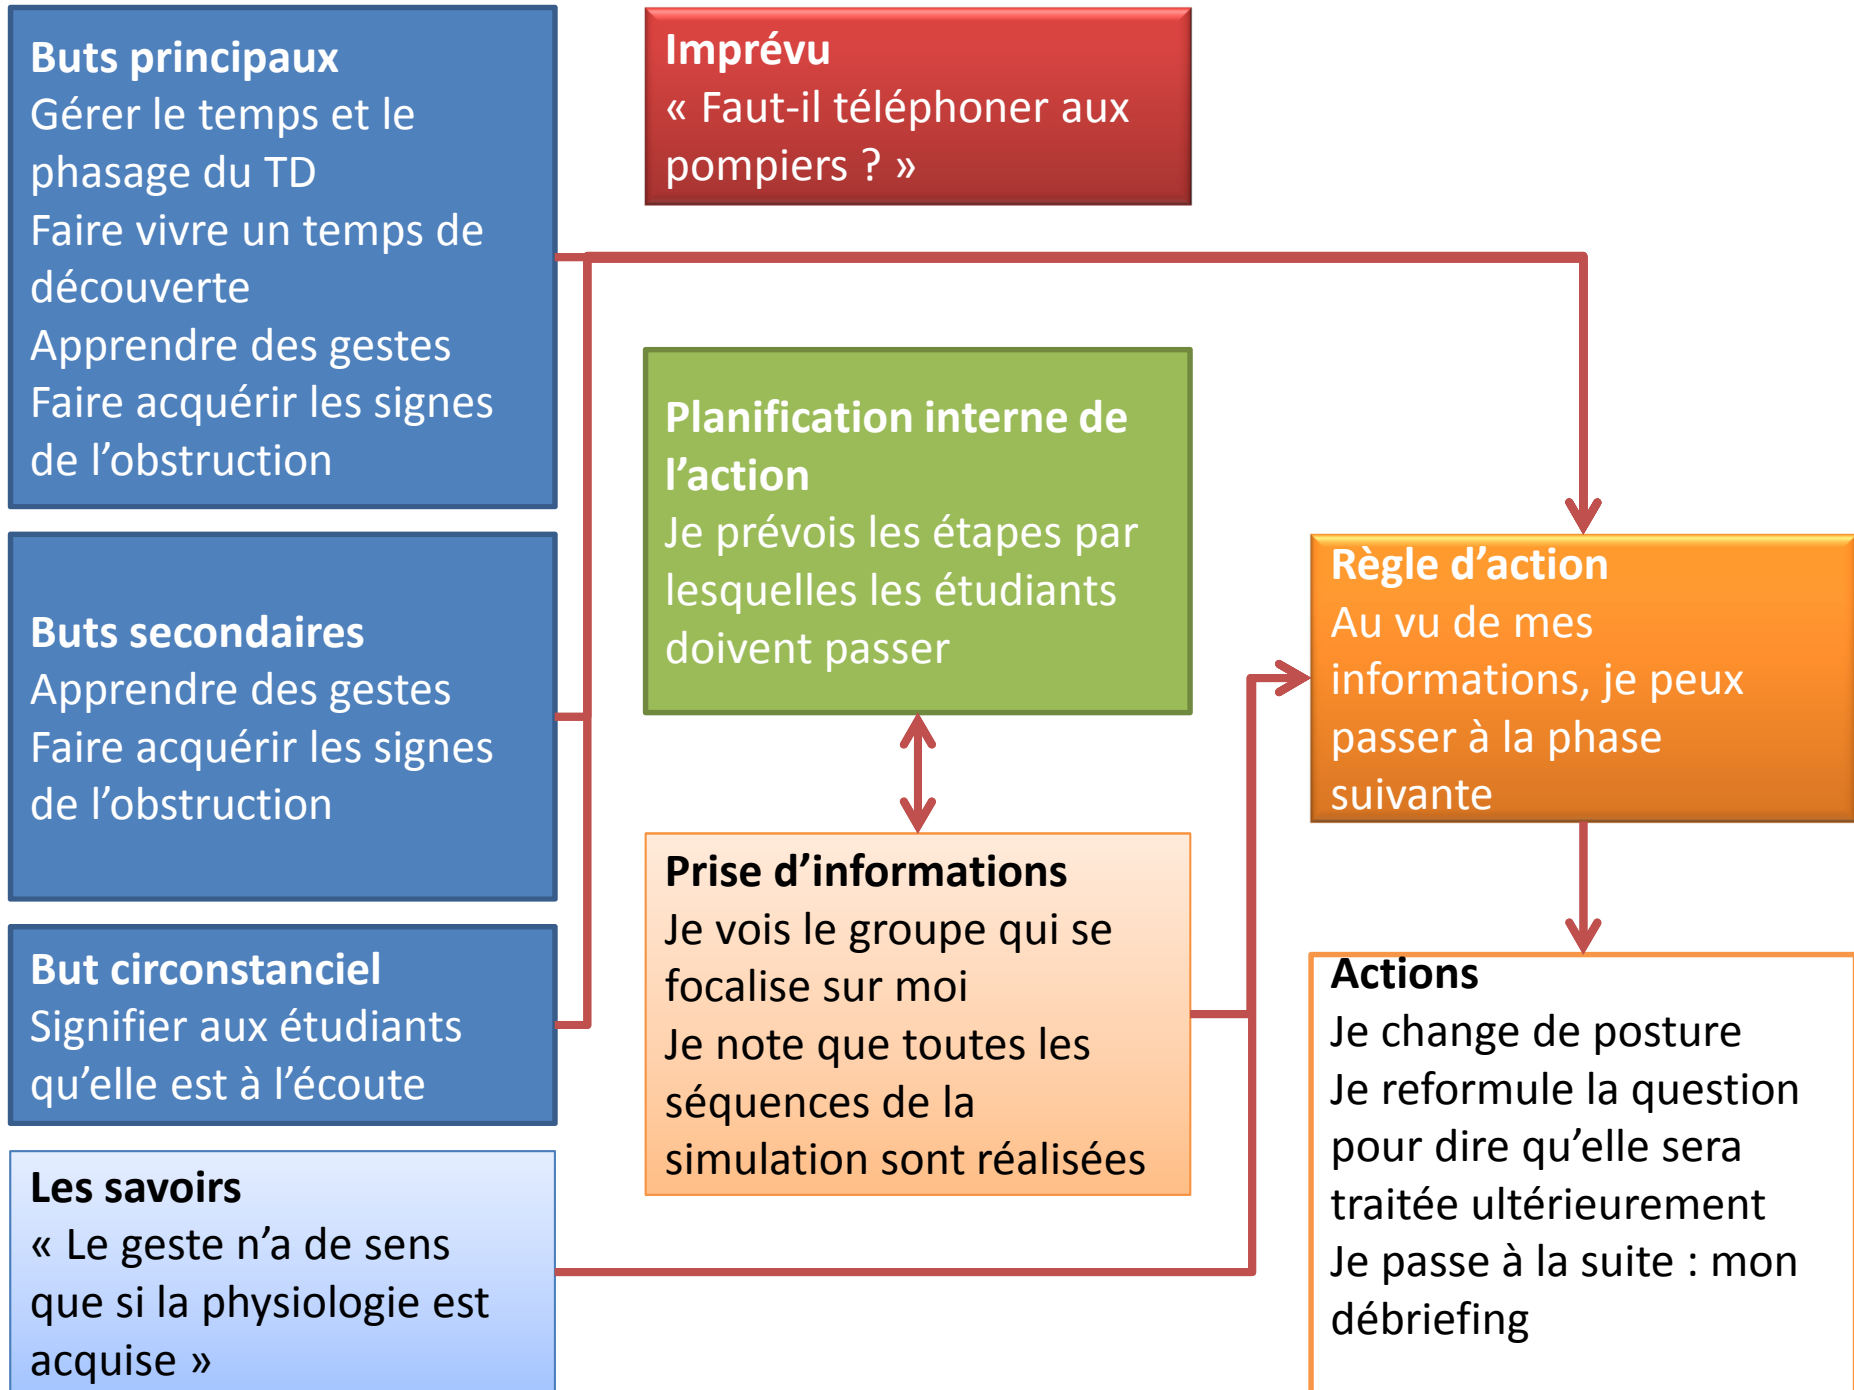 Buts principaux
Gérer le temps et le
phasage du TD
Faire vivre un temps de
découverte
Apprendre des gestes
Faire acquérir les signes
de l’obstruction
Buts secondaires
Apprendre des gestes
Faire acquérir les signes
de l’obstruction
But circonstanciel
Signifier aux étudiants
qu’elle est à l’écoute
Les savoirs
« Le geste n’a de sens
que si la physiologie est
acquise »
Imprévu
« Faut-il téléphoner aux
pompiers ? »
Planification interne de
l’action
Je prévois les étapes par
lesquelles les étudiants
doivent passer
Prise d’informations
Je vois le groupe qui se
focalise sur moi
Je note que toutes les
séquences de la
simulation sont réalisées
Règle d’action
Au vu de mes
informations, je peux
passer à la phase
suivante
Actions
Je change de posture
Je reformule la question
pour dire qu’elle sera
traitée ultérieurement
Je passe à la suite : mon
débriefing